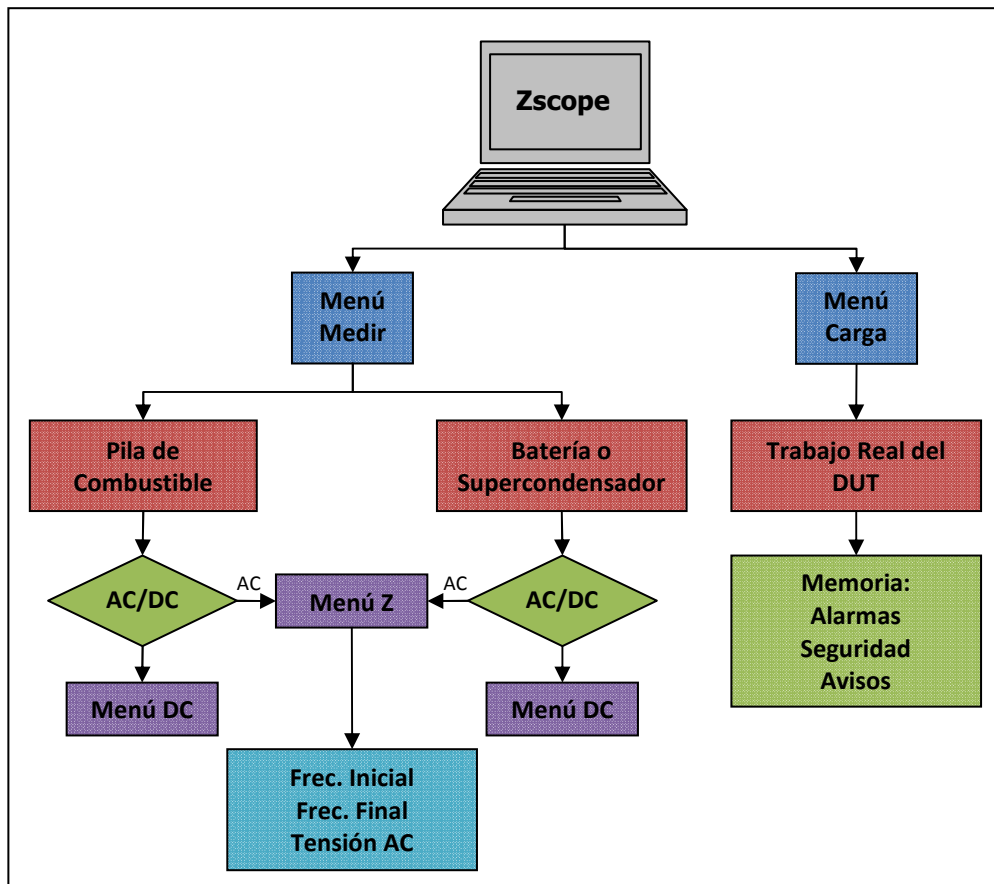 Zscope
Menú
Medir
Menú
Carga
Pila de
Combustible
Batería o
Supercondensador
Trabajo Real del
DUT
AC/DC
AC
Menú Z
AC
AC/DC
Memoria:
Alarmas
Seguridad
Avisos
Menú DC
Menú DC
Frec. Inicial
Frec. Final
Tensión AC